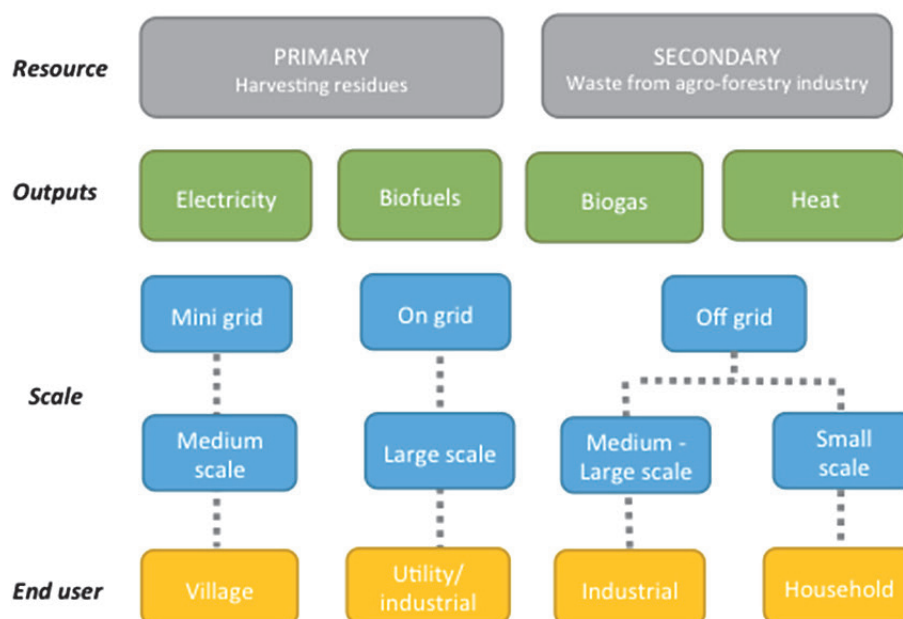 Resource
PRIMARY
Harvesting residues
SECONDARY
Waste from agro-forestry industry
Outputs
Electricity
Biofuels
Biogas
Heat
Mini grid
On grid
Off grid
Scale
Medium
scale
Large scale
Medium -
Large scale
Small
scale
End user
Village
Utility/
industrial
Industrial
Household